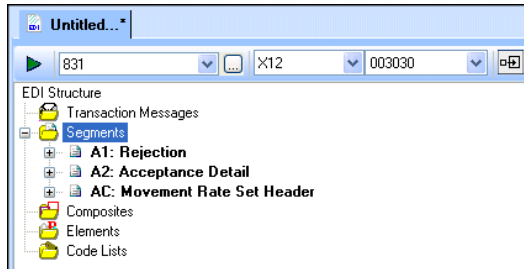 Untitled...*
831 ... X12 003030
EDI Structure
Transaction Messages
Segments
A1: Rejection
A2: Acceptance Detail
AC: Movement Rate Set Header
Composites
Elements
Code Lists